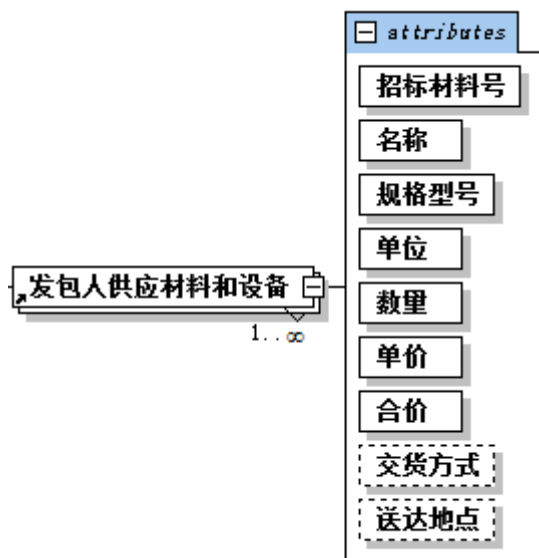 attributes
招标材料号
名称
规格型号
单位
发包人供应材料和设备
数里
1..∞
单价
合价
交货方式
送达地点